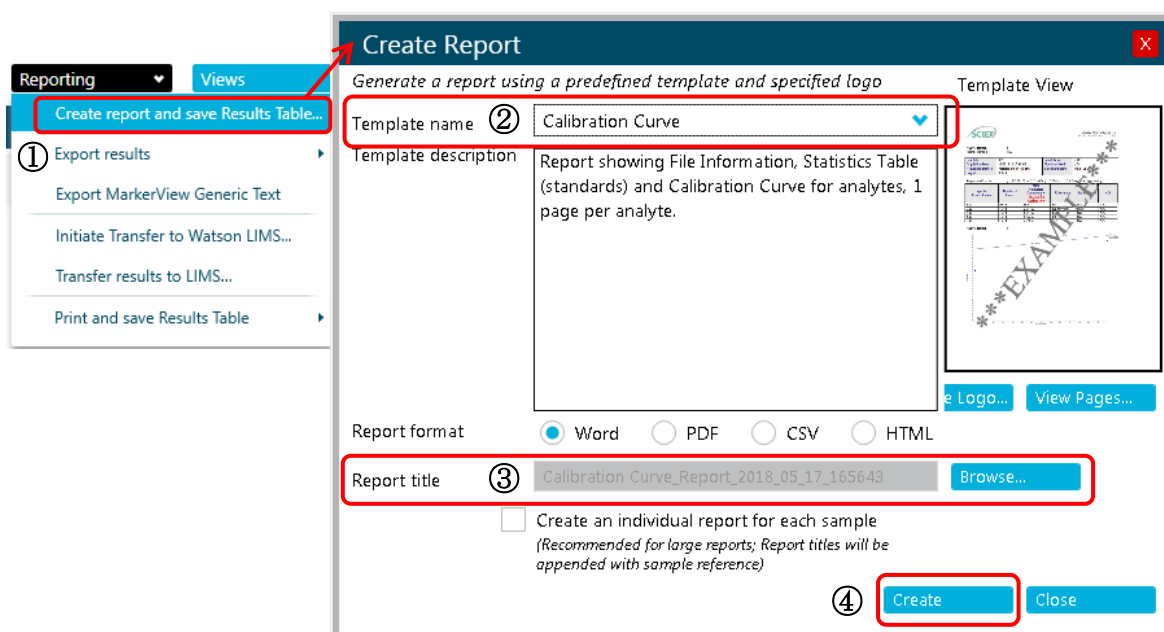 Create Report
X
Reporting
Views
Generate a report using a predefined template and specified logo
Template View
Create report and save Results Table...
Template name
②
Calibration Curve
①
Export results
Template description
Report showing File Information, Statistics Table
(standards) and Calibration Curve for analytes, 1
page per analyte.
Export MarkerView Generic Text
Initiate Transfer to Watson LIMS...
Transfer results to LIMS...
Print and save Results Table
SCIEX
***EXAMPLE***
e Logo...
View Pages...
Report format
Word
PDF
CSV
HTML
Report title
③
Calibration Curve_Report_2018_05_17_165643
Browse...
Create an individual report for each sample
(Recommended for large reports; Report titles will be
appended with sample reference)
④
Create
Close